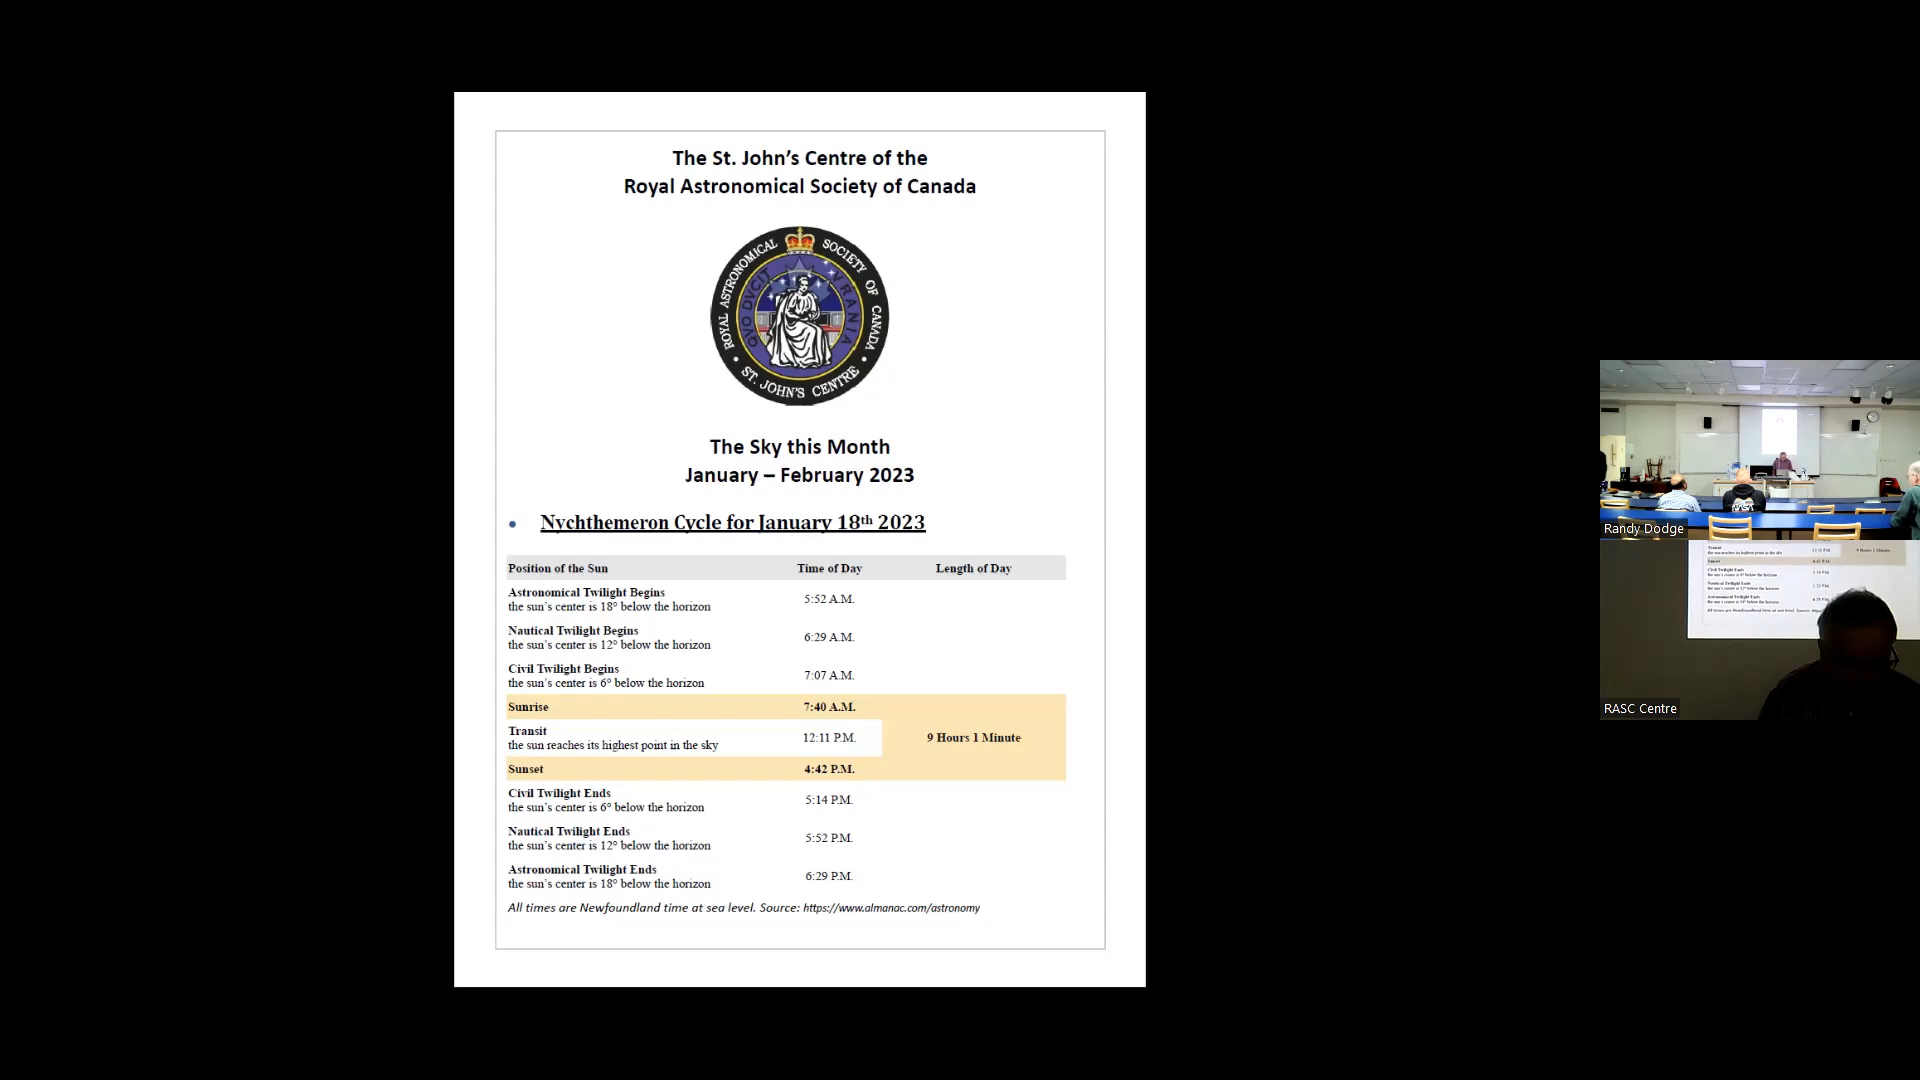 The St. John’s Centre of the
Royal Astronomical Society of Canada
ROYAL ASTRONOMICAL SOCIETY OF CANADA
QVO DVCIT VRANIA
• ST. JOHN'S CENTRE •
The Sky this Month
January – February 2023
• Nychthemeron Cycle for January 18th 2023
Position of the Sun Time of Day Length of Day
Astronomical Twilight Begins
the sun’s center is 18° below the horizon 5:52 A.M.
Nautical Twilight Begins
the sun’s center is 12° below the horizon 6:29 A.M.
Civil Twilight Begins
the sun’s center is 6° below the horizon 7:07 A.M.
Sunrise 7:40 A.M.
Transit
the sun reaches its highest point in the sky 12:11 P.M. 9 Hours 1 Minute
Sunset 4:42 P.M.
Civil Twilight Ends
the sun’s center is 6° below the horizon 5:14 P.M.
Nautical Twilight Ends
the sun’s center is 12° below the horizon 5:52 P.M.
Astronomical Twilight Ends
the sun’s center is 18° below the horizon 6:29 P.M.
All times are Newfoundland time at sea level. Source: https://www.almanac.com/astronomy
Randy Dodge
RASC Centre